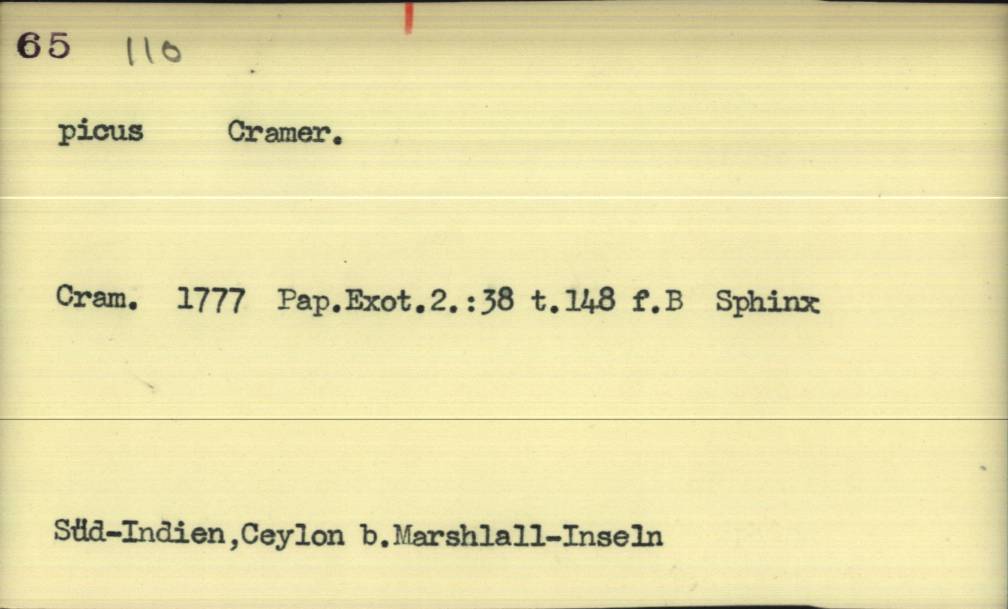 65 110
picus Cramer.
Cram. 1777 Pap.Exot.2.:38 t.148 f.B Sphinx
Süd-Indien,Ceylon b.Marshlall-Inseln